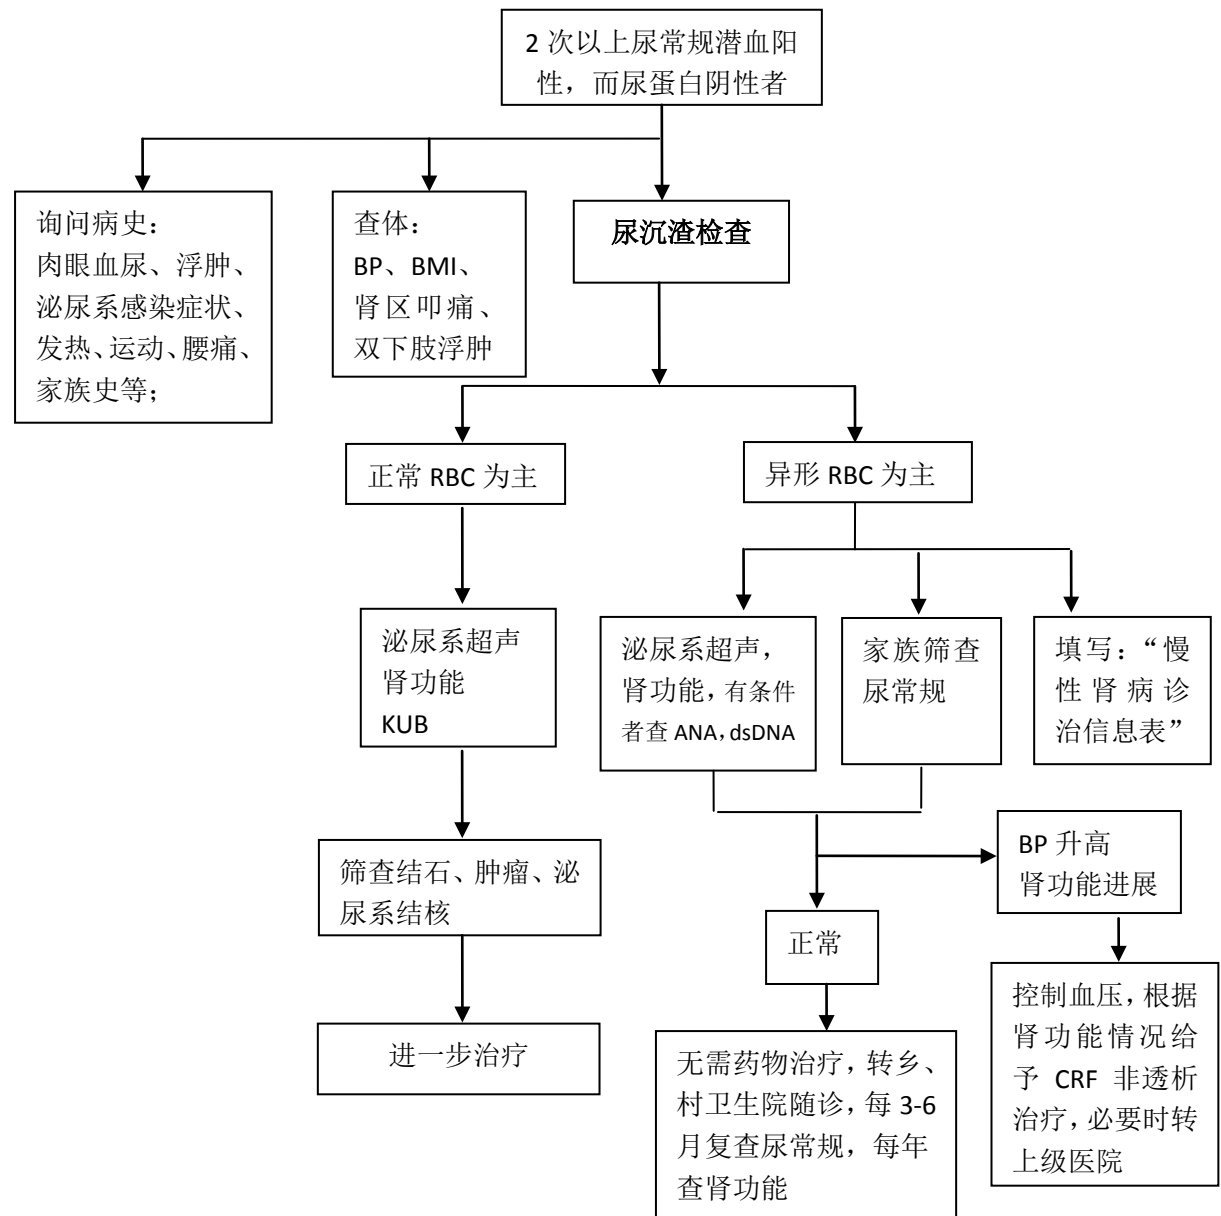 2 次以上尿常规潜血阳
性，而尿蛋白阴性者
询问病史：
肉眼血尿、浮肿、
泌尿系感染症状、
发热、运动、腰痛、
家族史等；
查体：
BP、BMI、
肾区叩痛、
双下肢浮肿
尿沉渣检查
正常 RBC 为主
异形 RBC 为主
泌尿系超声
肾功能
KUB
泌尿系超声，
肾功能，有条件
者查 ANA，dsDNA
家族筛查
尿常规
填写：“慢
性肾病诊
治信息表”
筛查结石、肿瘤、泌
尿系结核
BP 升高
肾功能进展
正常
进一步治疗
无需药物治疗，转乡、
村卫生院随诊，每 3-6
月复查尿常规，每年
查肾功能
控制血压，根据
肾功能情况给
予 CRF 非透析
治疗，必要时转
上级医院